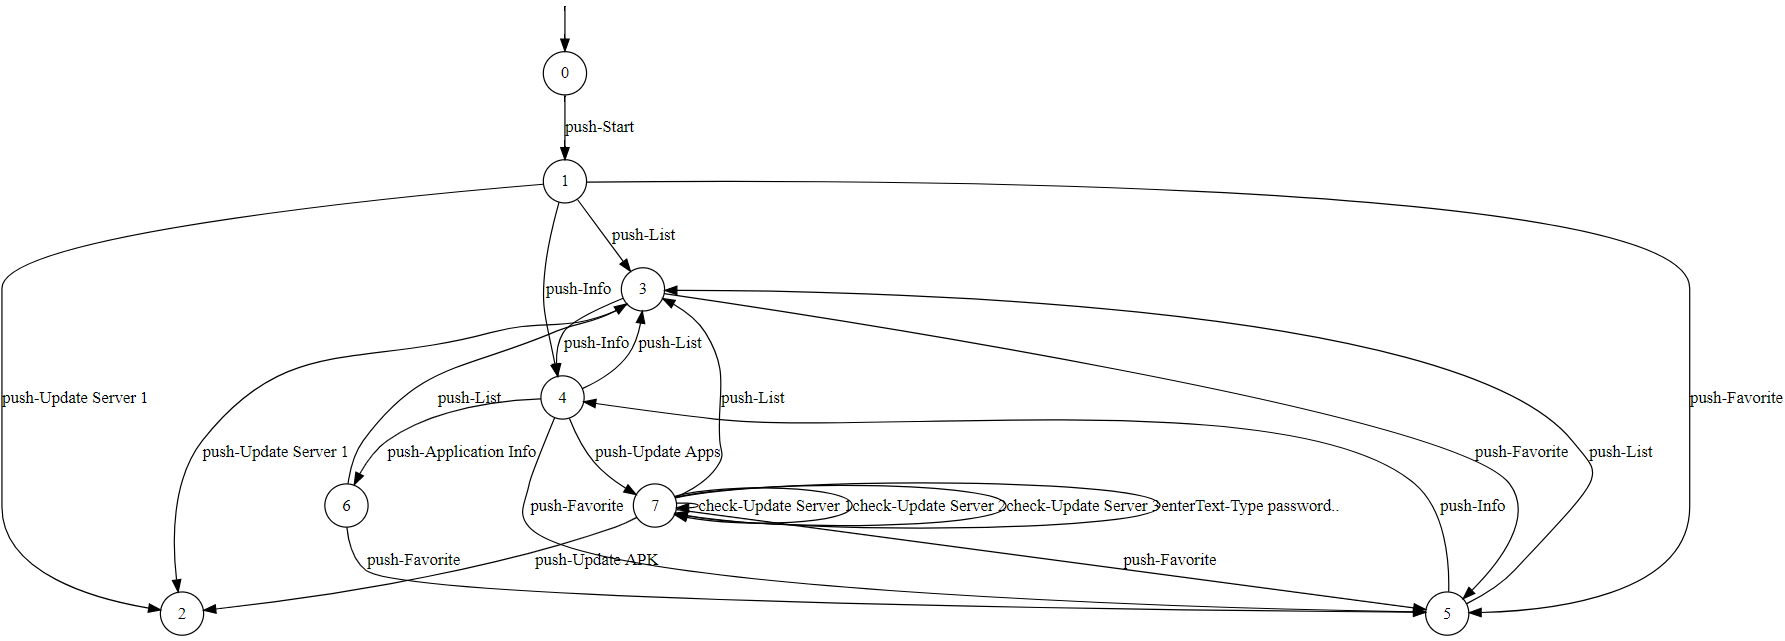 0
push-Start
1
push-List
push-Info
3
push-Info
push-List
push-Update Server 1
4
push-List
push-List
push-Favorite
push-Update Server 1
push-Application Info
push-Update Apps
push-Favorite
push-List
6
push-Favorite
7
check-Update Server 1
check-Update Server 2
check-Update Server 3
enterText-Type password..
push-Info
push-Favorite
push-Update APK
push-Favorite
2
5